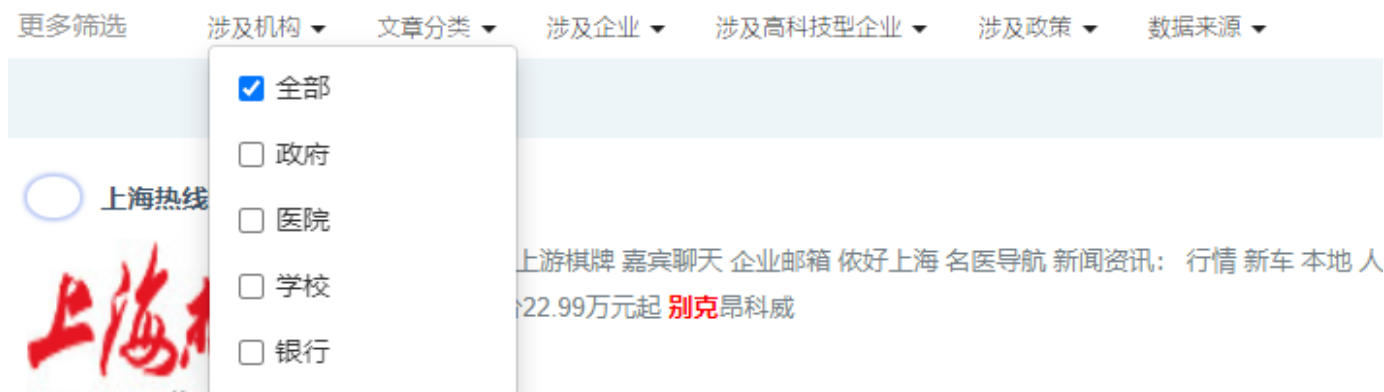 更多筛选 涉及机构 文章分类 涉及企业 涉及高科技型企业 涉及政策 数据来源
全部
政府
上海热线
医院
上游棋牌 嘉宾聊天 企业邮箱 侬好上海 名医导航 新闻资讯： 行情 新车 本地 人
学校
22.99万元起 别克昂科威
上海
银行